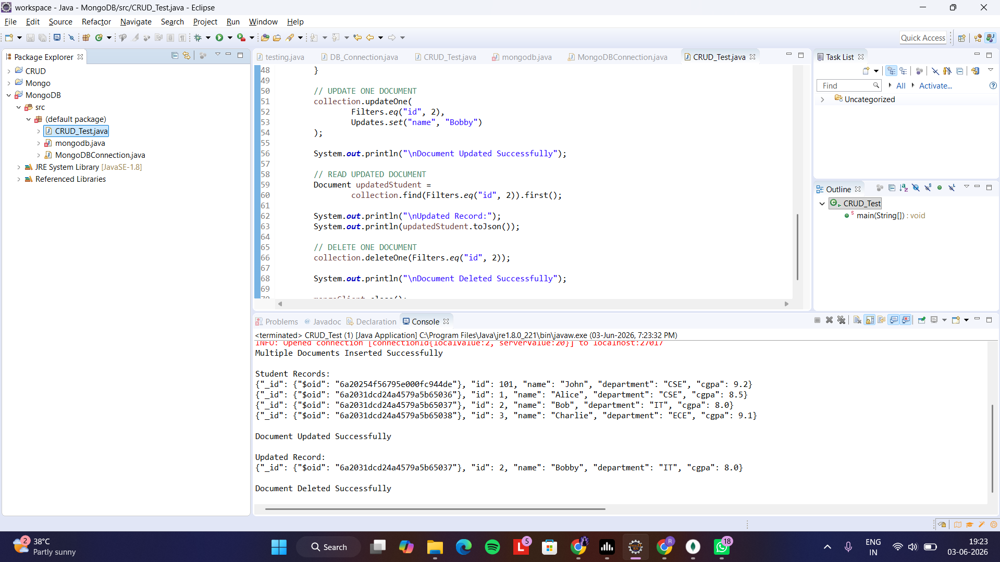 workspace - Java - MongoDB/src/CRUD_Test.java - Eclipse
File Edit Source Refactor Navigate Search Project Run Window Help
Quick Access
Package Explorer
CRUD
Mongo
MongoDB
src
(default package)
CRUD_Test.java
mongodb.java
MongoDBConnection.java
JRE System Library [JavaSE-1.8]
Referenced Libraries
testing.java DB_Connection.java CRUD_Test.java mongodb.java MongoDBConnection.java CRUD_Test.java
48 }
49
50 // UPDATE ONE DOCUMENT
51 collection.updateOne(
52 Filters.eq("id", 2),
53 Updates.set("name", "Bobby")
54 );
55
56 System.out.println("\nDocument Updated Successfully");
57
58 // READ UPDATED DOCUMENT
59 Document updatedStudent =
60 collection.find(Filters.eq("id", 2)).first();
61
62 System.out.println("\nUpdated Record:");
63 System.out.println(updatedStudent.toJson());
64
65 // DELETE ONE DOCUMENT
66 collection.deleteOne(Filters.eq("id", 2));
67
68 System.out.println("\nDocument Deleted Successfully");
69
70 mongoClient.close();
Task List
Find All Activate...
Uncategorized
Outline
CRUD_Test
main(String[]) : void
Problems @ Javadoc Declaration Console
<terminated> CRUD_Test (1) [Java Application] C:\Program Files\Java\jre1.8.0_221\bin\javaw.exe (03-Jun-2026, 7:23:32 PM)
INFO: Opened connection [connectionId{localValue:2, serverValue:20}] to localhost:27017
Multiple Documents Inserted Successfully
Student Records:
{"_id": {"$oid": "6a20254f56795e000fc944de"}, "id": 101, "name": "John", "department": "CSE", "cgpa": 9.2}
{"_id": {"$oid": "6a2031dcd24a4579a5b65036"}, "id": 1, "name": "Alice", "department": "CSE", "cgpa": 8.5}
{"_id": {"$oid": "6a2031dcd24a4579a5b65037"}, "id": 2, "name": "Bob", "department": "IT", "cgpa": 8.0}
{"_id": {"$oid": "6a2031dcd24a4579a5b65038"}, "id": 3, "name": "Charlie", "department": "ECE", "cgpa": 9.1}
Document Updated Successfully
Updated Record:
{"_id": {"$oid": "6a2031dcd24a4579a5b65037"}, "id": 2, "name": "Bobby", "department": "IT", "cgpa": 8.0}
Document Deleted Successfully
2
38°C
Partly sunny
Search
L 5
R
18
ENG
IN
19:23
03-06-2026